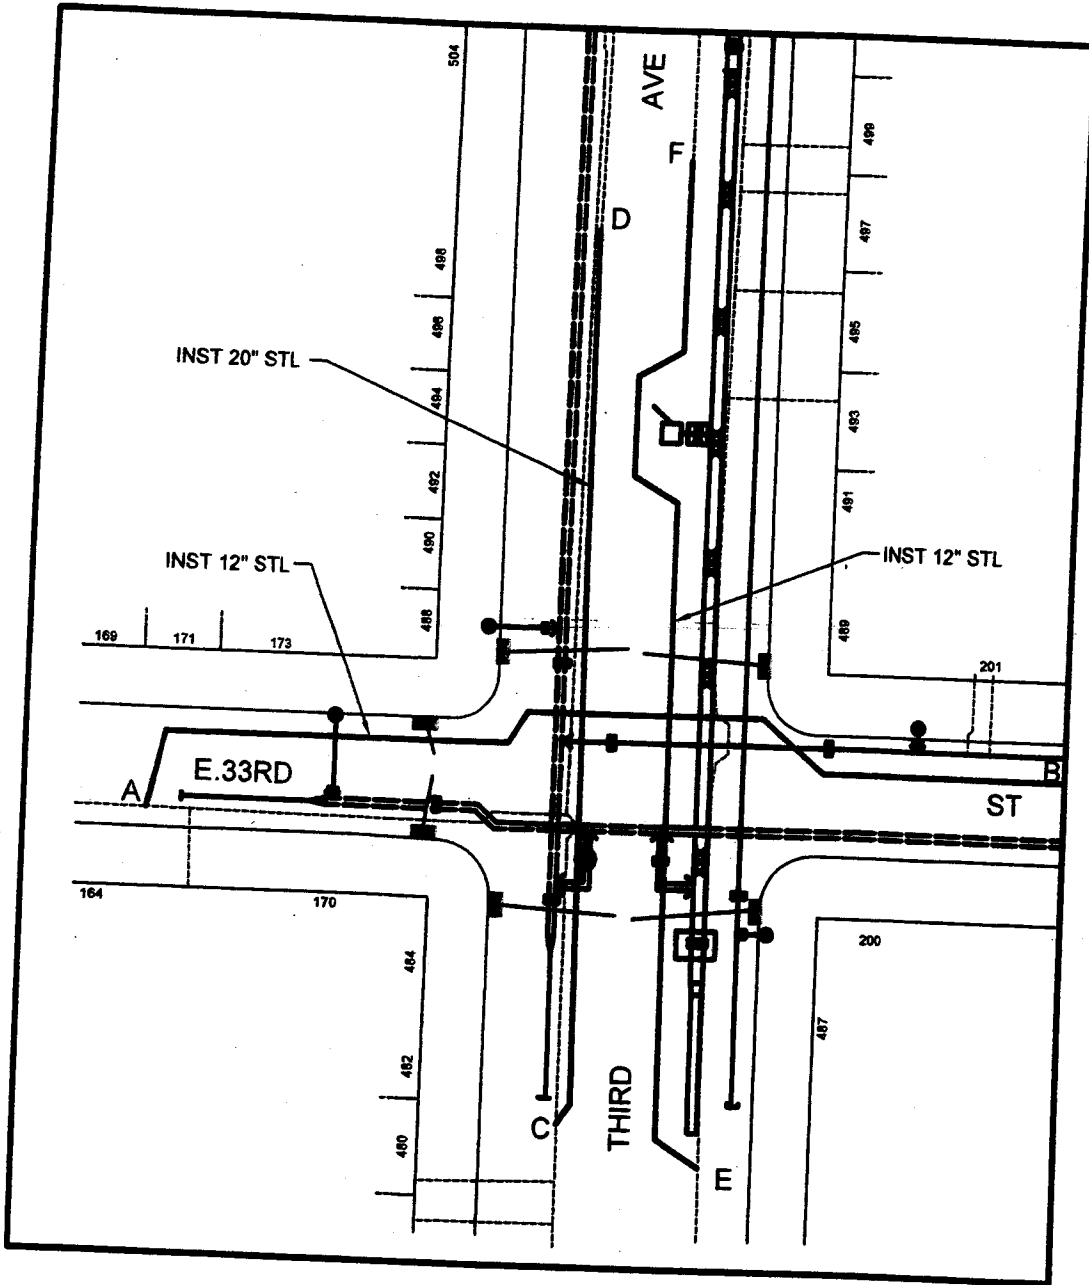 504
AVE
499
F
D
497
498
496
495
INST 20" STL
494
493
492
491
490
INST 12" STL
INST 12" STL
488
489
169
171
173
201
A
E.33RD
B
ST
164
170
200
484
487
482
THIRD
C
480
E